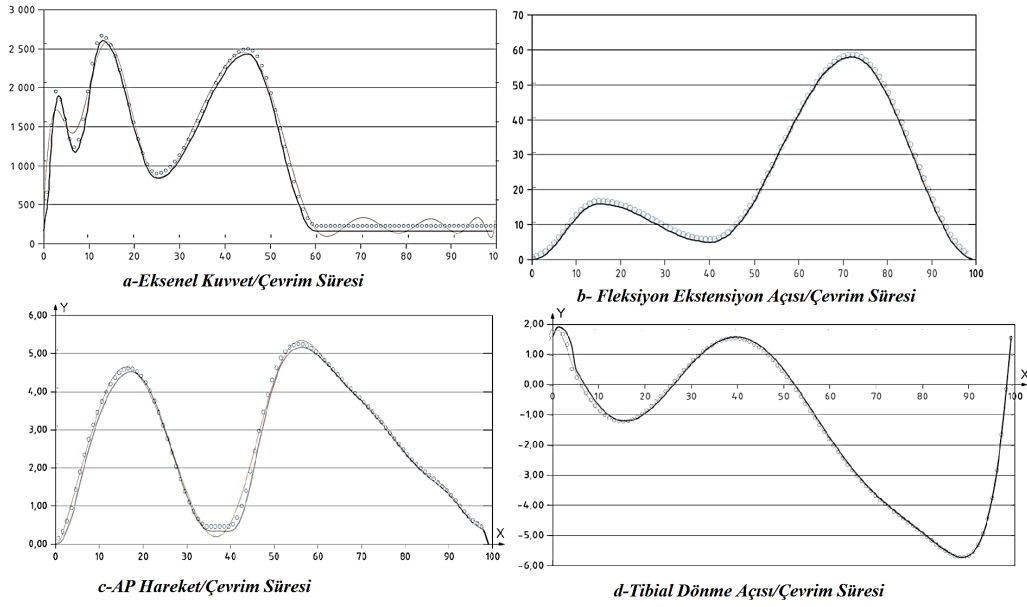 3 000
2 500
2 000
1 500
1 000
500
0
0 10 20 30 40 50 60 70 80 90 10
a-Eksenel Kuvvet/Çevrim Süresi
70
60
50
40
30
20
10
0
0 10 20 30 40 50 60 70 80 90 100
b- Fleksiyon Ekstensiyon Açısı/Çevrim Süresi
Y
6,00
5,00
4,00
3,00
2,00
1,00
0,00
X
0 10 20 30 40 50 60 70 80 90 100
c-AP Hareket/Çevrim Süresi
Y
2,00
1,00
0,00
X
0 10 20 30 40 50 60 70 80 90 100
-1,00
-2,00
-3,00
-4,00
-5,00
-6,00
d-Tibial Dönme Açısı/Çevrim Süresi